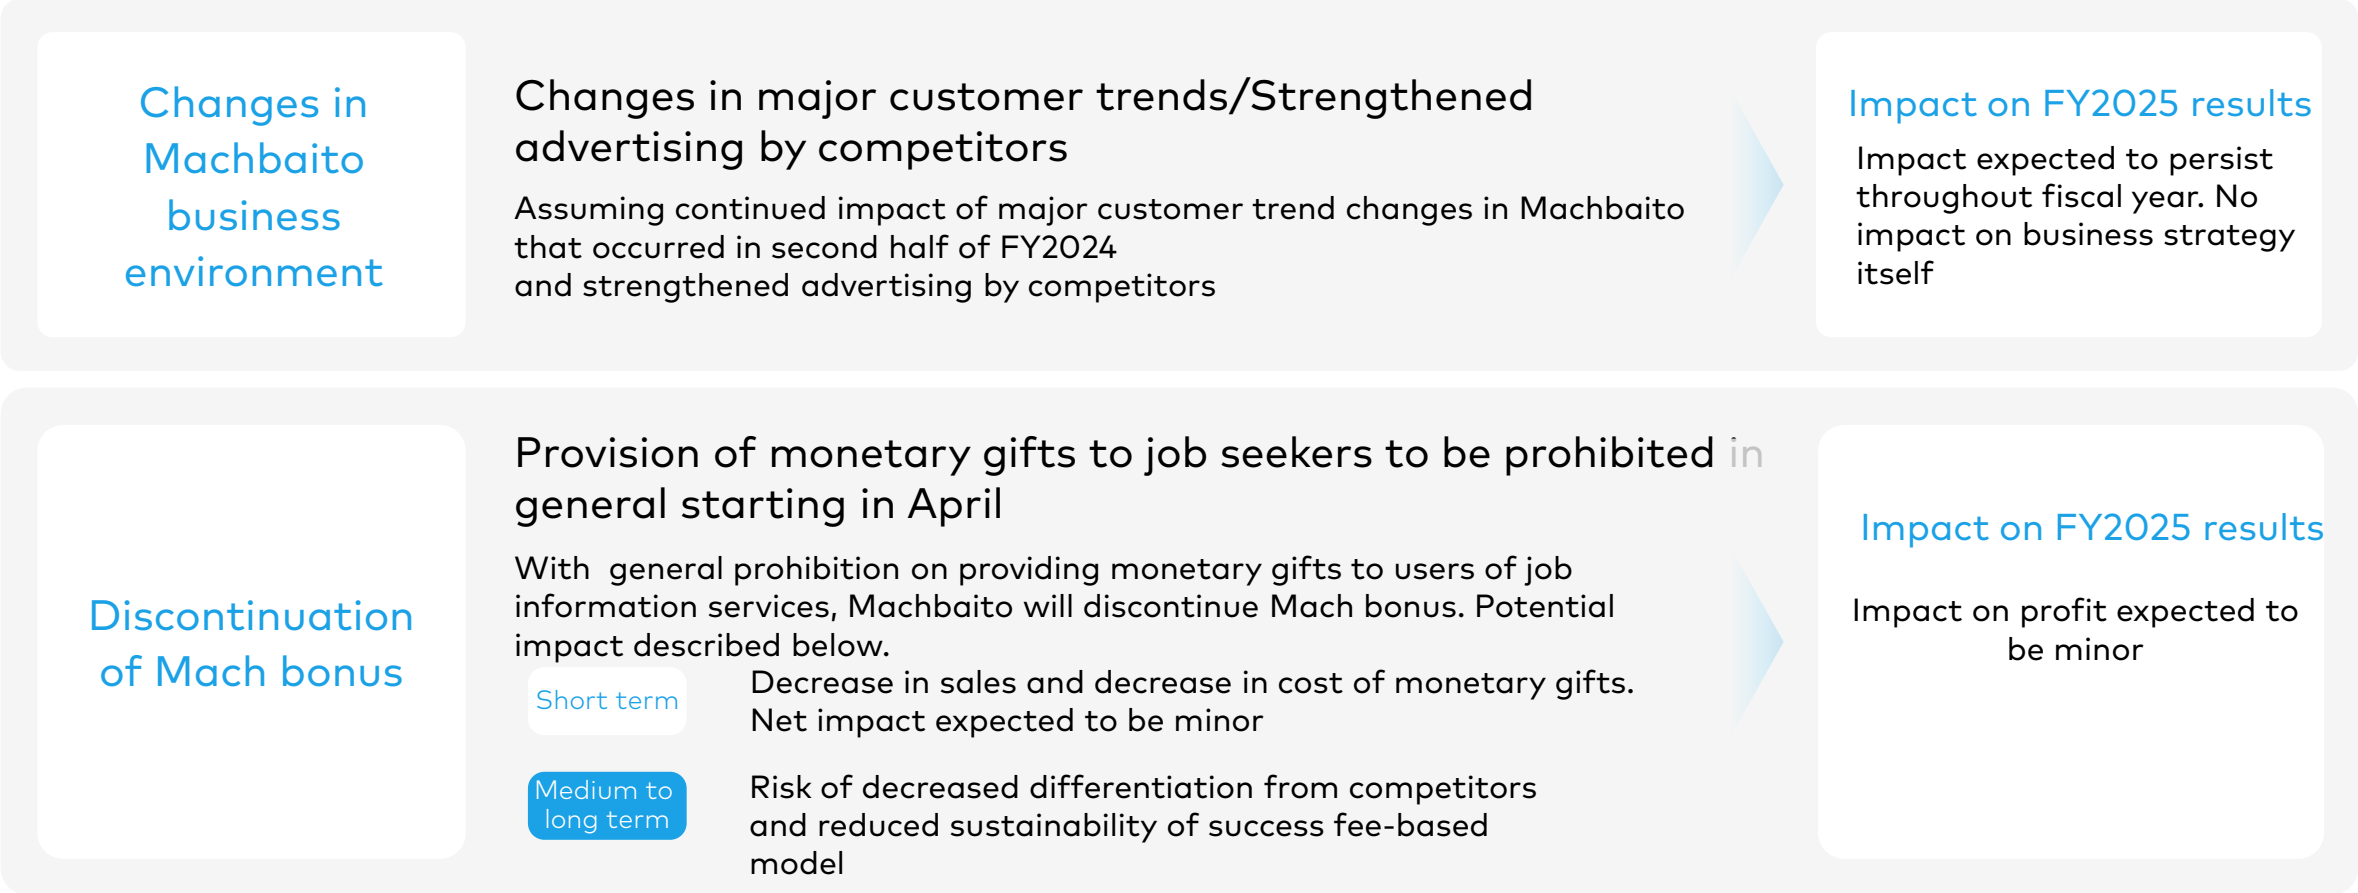 Changes in
Machbaito
business
environment
Changes in major customer trends/Strengthened
advertising by competitors
Assuming continued impact of major customer trend changes in Machbaito
that occurred in second half of FY2024
and strengthened advertising by competitors
Impact on FY2025 results
Impact expected to persist
throughout fiscal year. No
impact on business strategy
itself
Discontinuation
of Mach bonus
Provision of monetary gifts to job seekers to be prohibited in
general starting in April
With general prohibition on providing monetary gifts to users of job
information services, Machbaito will discontinue Mach bonus. Potential
impact described below.
Short term
Decrease in sales and decrease in cost of monetary gifts.
Net impact expected to be minor
Medium to
long term
Risk of decreased differentiation from competitors
and reduced sustainability of success fee-based
model
Impact on FY2025 results
Impact on profit expected to
be minor